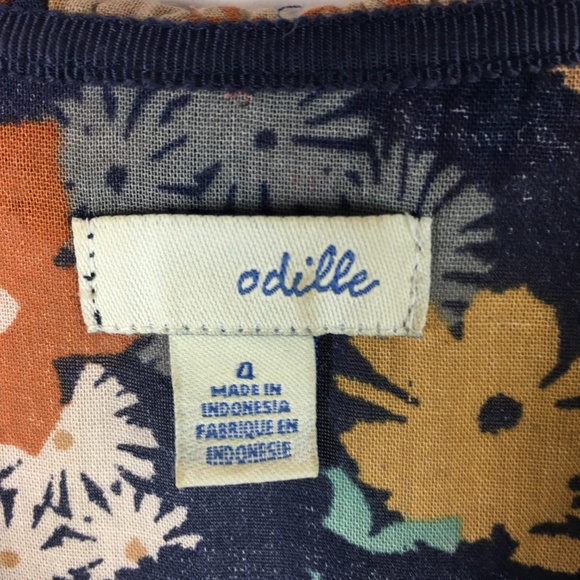 odille
4
MADE IN
INDONESIA
FABRIQUE EN
INDONESIE